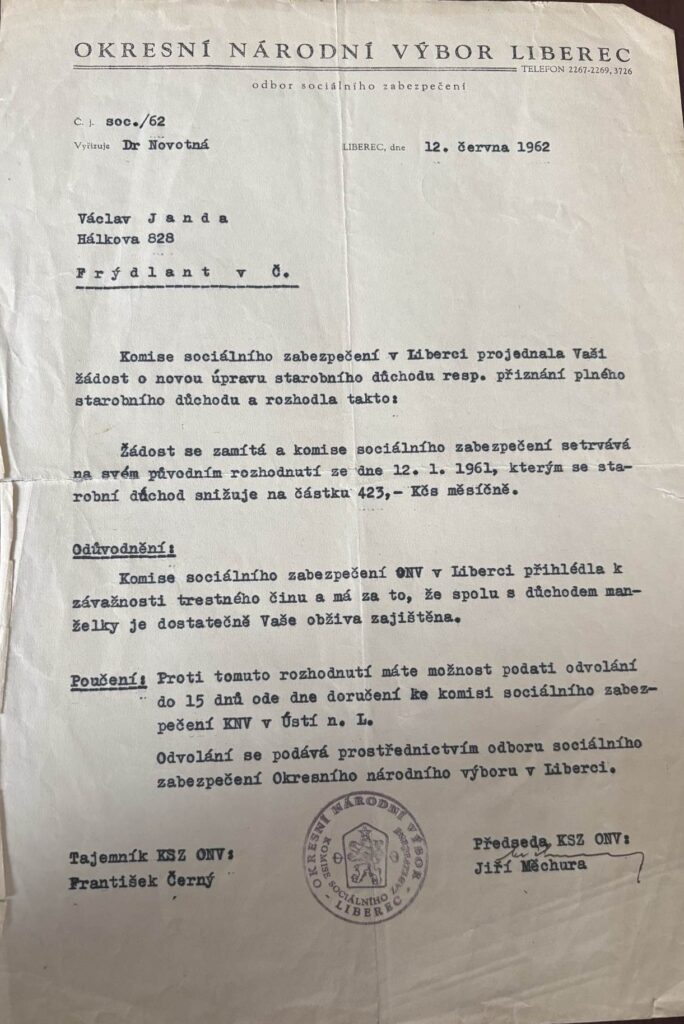 OKRESNÍ NÁRODNÍ VÝBOR LIBEREC
TELEFON 2267-2269, 3726
odbor sociálního zabezpečení
Č. j. soc./62
Vyřizuje Dr Novotná
LIBEREC, dne 12. června 1962
Václav J a n d a
Hálkova 828
F r ý d l a n t v Č.
Komise sociálního zabezpečení v Liberci projednala Vaši
žádost o novou úpravu starobního důchodu resp. přiznání plného
starobního důchodu a rozhodla takto:
Žádost se zamítá a komise sociálního zabezpečení setrvává
na svém původním rozhodnutí ze dne 12. 1. 1961, kterým se sta-
robní důchod snižuje na částku 423,- Kčs měsíčně.
Odůvodnění:
Komise sociálního zabezpečení ONV v Liberci přihlédla k
závažnosti trestného činu a má za to, že spolu s důchodem man-
želky je dostatečně Vaše obživa zajištěna.
Poučení: Proti tomuto rozhodnutí máte možnost podati odvolání
do 15 dnů ode dne doručení ke komisi sociálního zabez-
pečení KNV v Ústí n. L.
Odvolání se podává prostřednictvím odboru sociálního
zabezpečení Okresního národního výboru v Liberci.
Tajemník KSZ ONV:
František Černý
OKRESNÍ NÁRODNÍ VÝBOR
KOMISE SOCIÁLNÍHO ZABEZPEČENÍ
- LIBEREC -
Předseda KSZ ONV:
Jiří Měchura